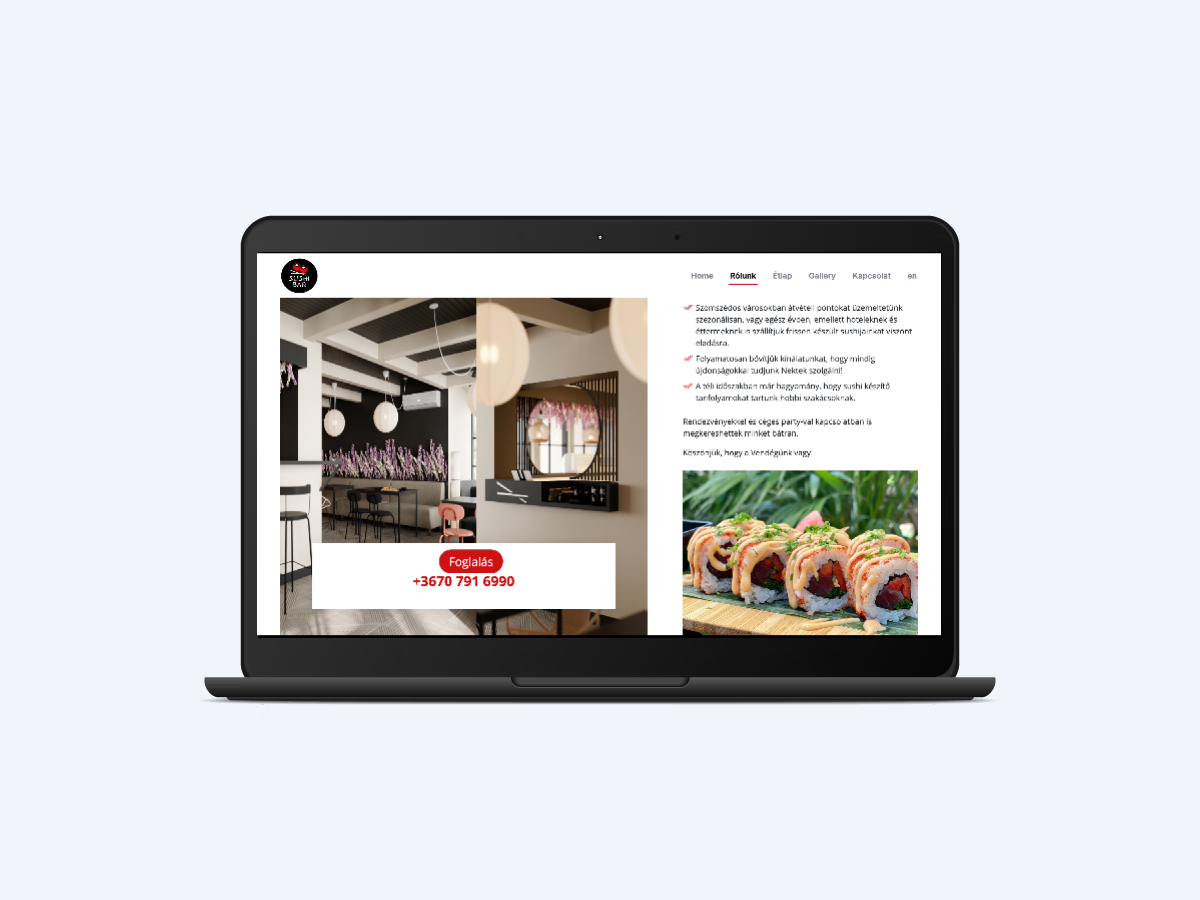 SUSHI
BAR
Home Rólunk Étlap Gallery Kapcsolat en
Szomszédos városokban átvételi pontokat üzemeltetünk
szezonálisan, vagy egész évben, emellett hoteleknek és
éttermeknek is szállítjuk frissen készült sushijainkat viszont
eladásra.
Folyamatosan bővítjük kínálatunkat, hogy mindig
újdonságokkal tudjunk Nektek szolgálni!
A téli időszakban már hagyomány, hogy sushi készítő
tanfolyamokat tartunk hobbi szakácsoknak.
Rendezvényekkel és céges party-val kapcsolatban is
megkereshettek minket bátran.
Köszönjük, hogy a Vendégünk vagy
Foglalás
+3670 791 6990